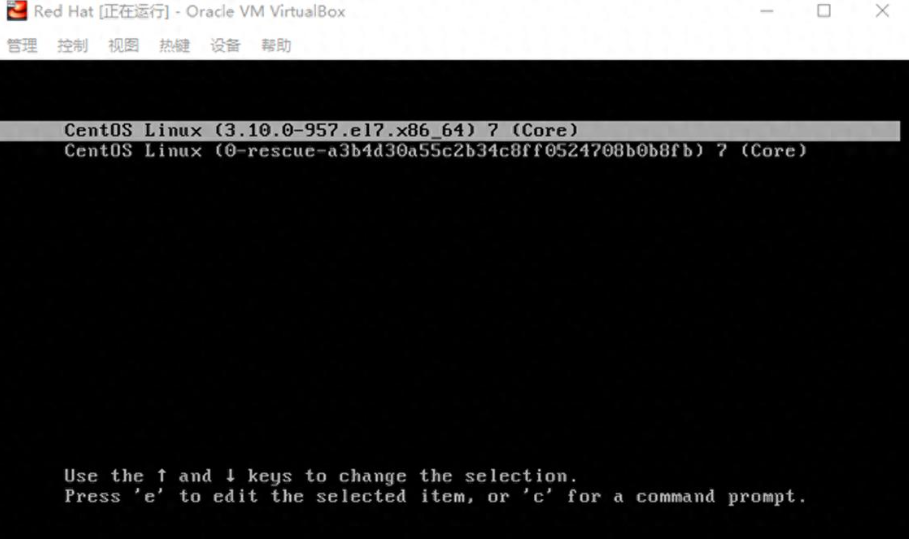 Red Hat [正在运行] - Oracle VM VirtualBox
管理 控制 视图 热键 设备 帮助
CentOS Linux (3.10.0-957.el7.x86_64) 7 (Core)
CentOS Linux (0-rescue-a3b4d30a55c2b34c8ff0524708b0b8fb) 7 (Core)
Use the ↑ and ↓ keys to change the selection.
Press 'e' to edit the selected item, or 'c' for a command prompt.